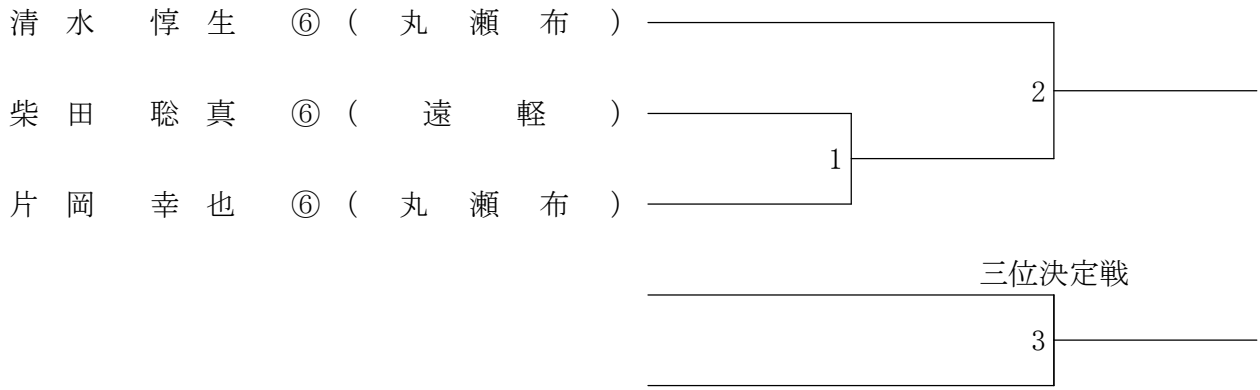 清水 惇生 ⑥ ( 丸瀬布 )
2
柴田 聡真 ⑥ ( 遠軽 )
1
片岡 幸也 ⑥ ( 丸瀬布 )
三位決定戦
3